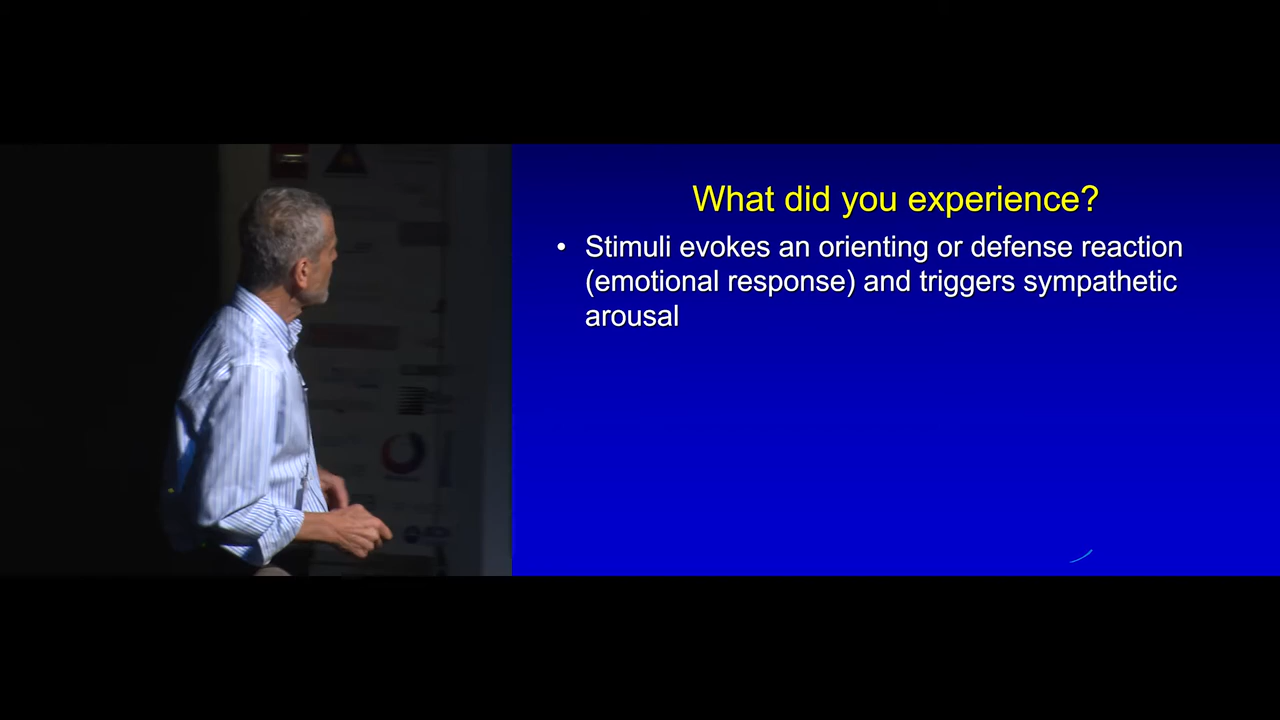 What did you experience?
• Stimuli evokes an orienting or defense reaction
(emotional response) and triggers sympathetic
arousal